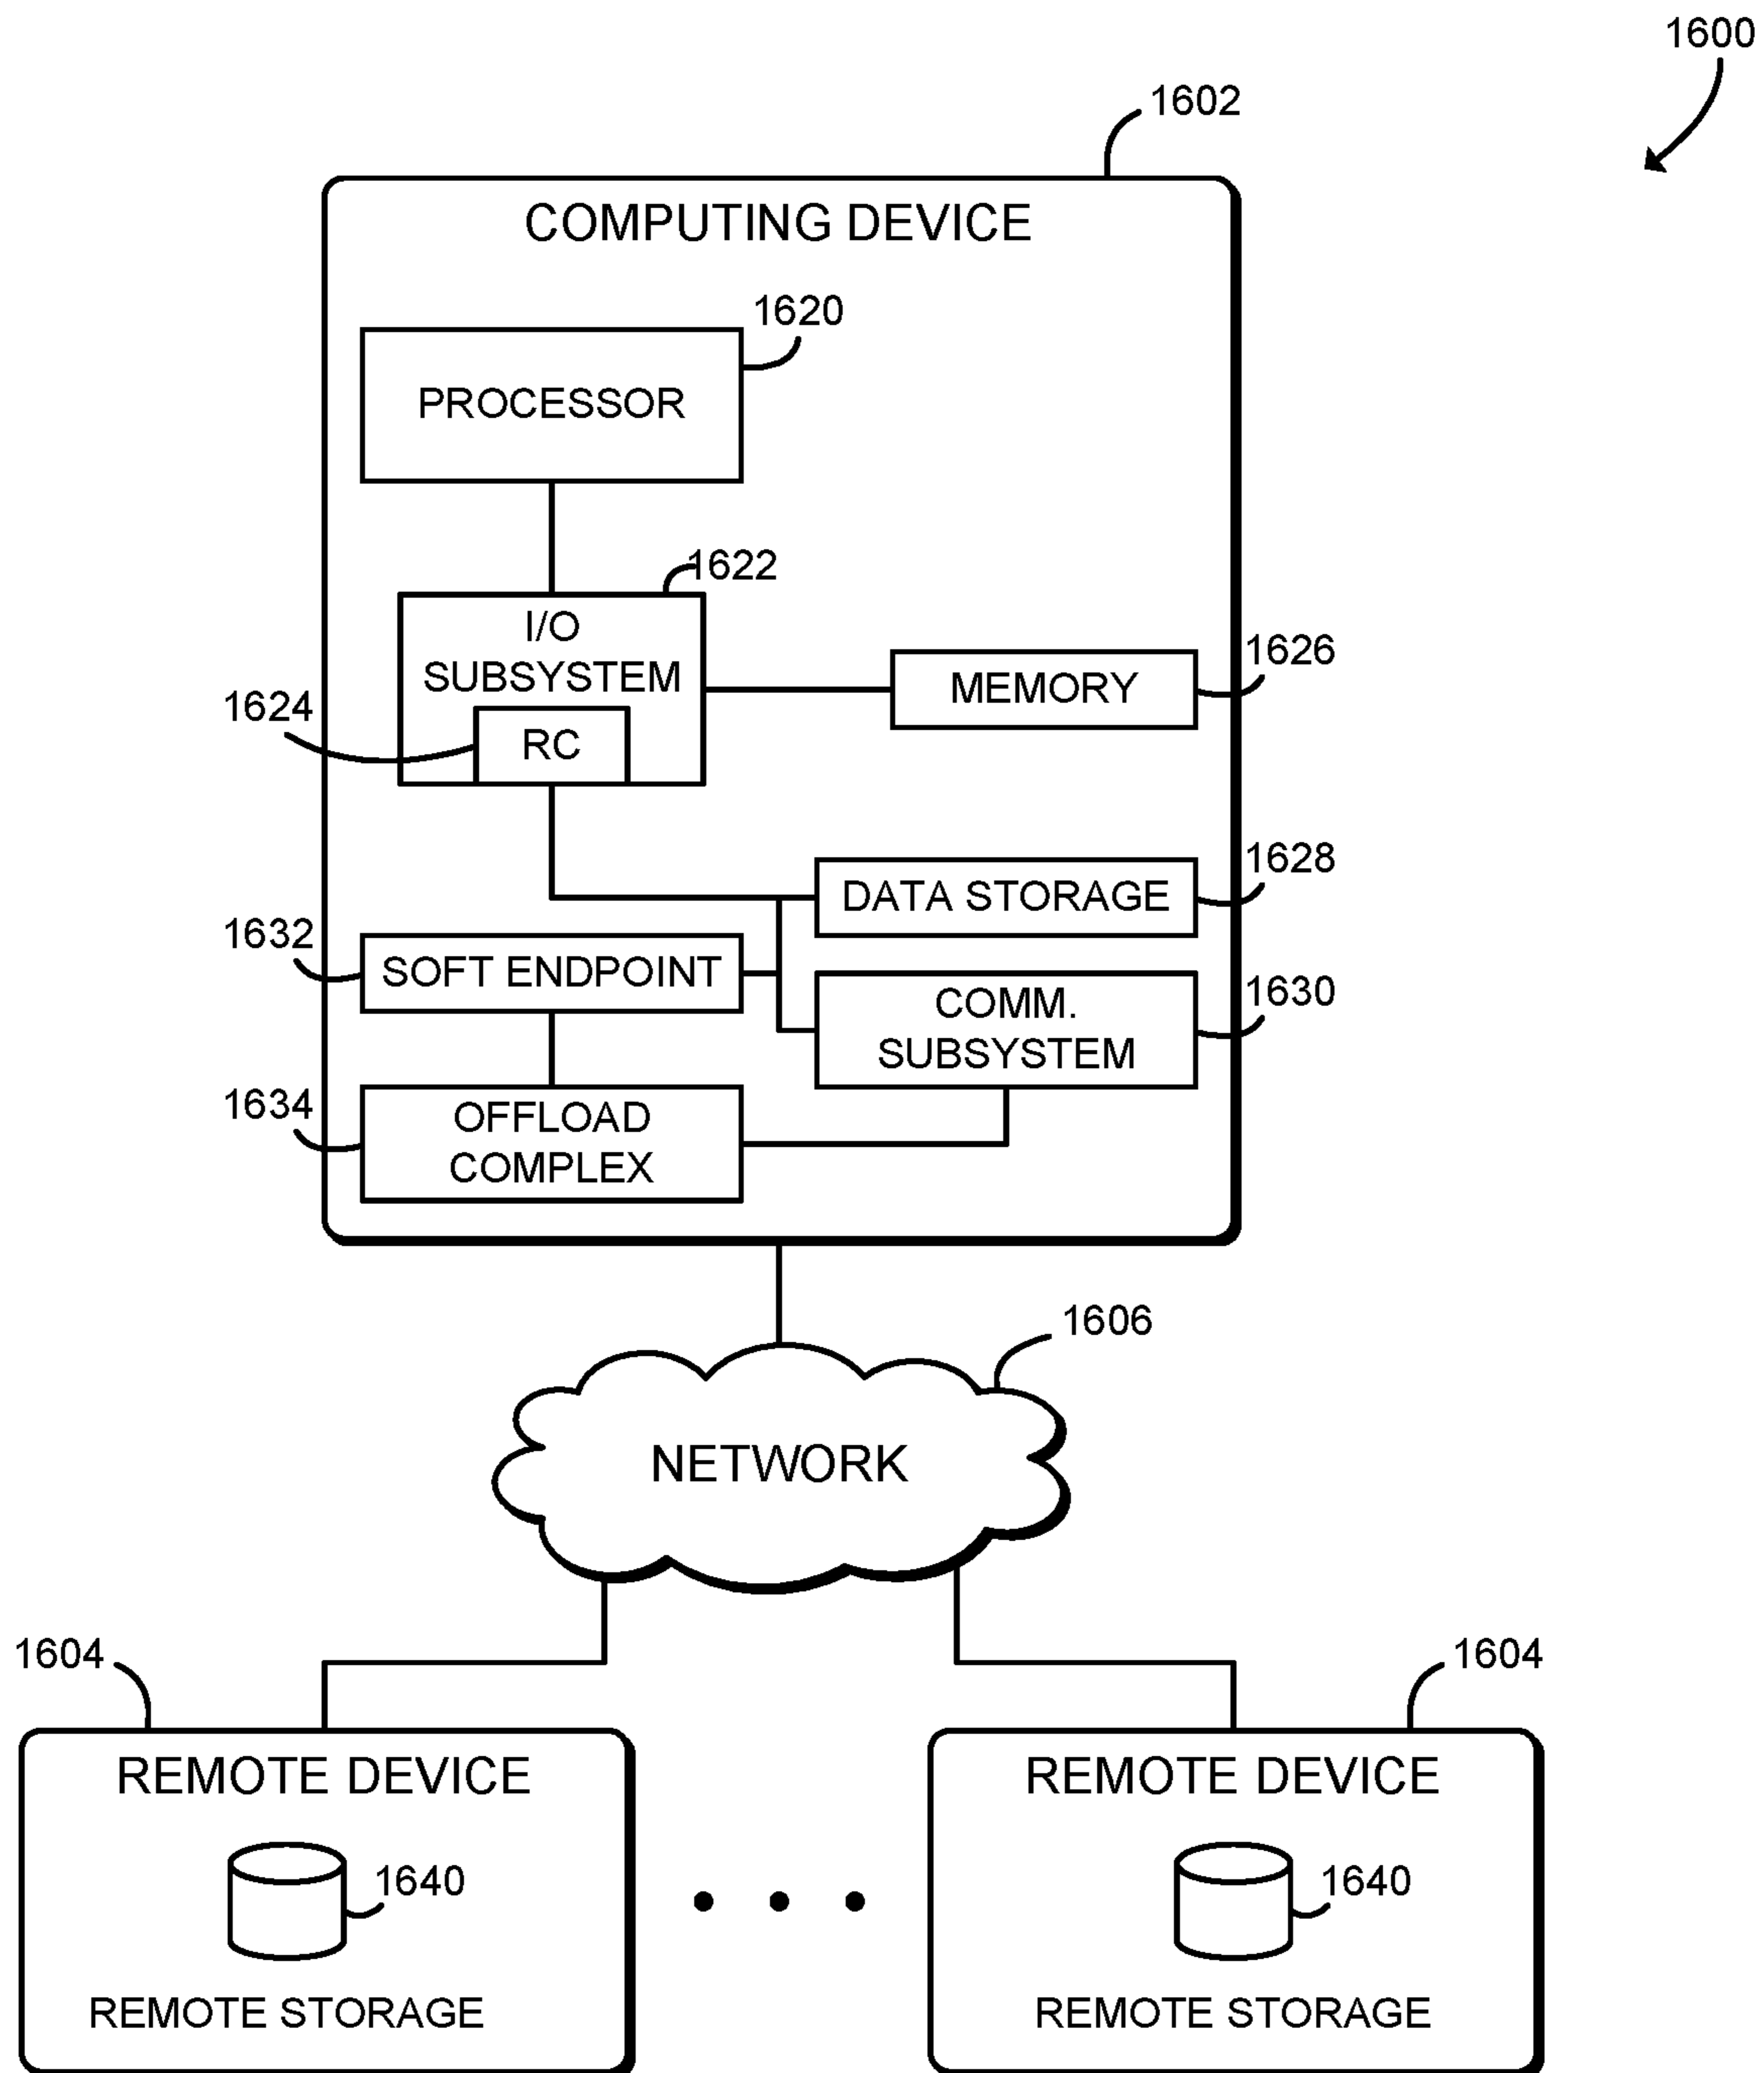 1600
1602
COMPUTING DEVICE
1620
PROCESSOR
1622
I/O
SUBSYSTEM
1626
MEMORY
1624
RC
1628
DATA STORAGE
1632
SOFT ENDPOINT
1630
COMM.
SUBSYSTEM
1634
OFFLOAD
COMPLEX
1606
NETWORK
1604
1604
REMOTE DEVICE
REMOTE DEVICE
1640
1640
REMOTE STORAGE
REMOTE STORAGE